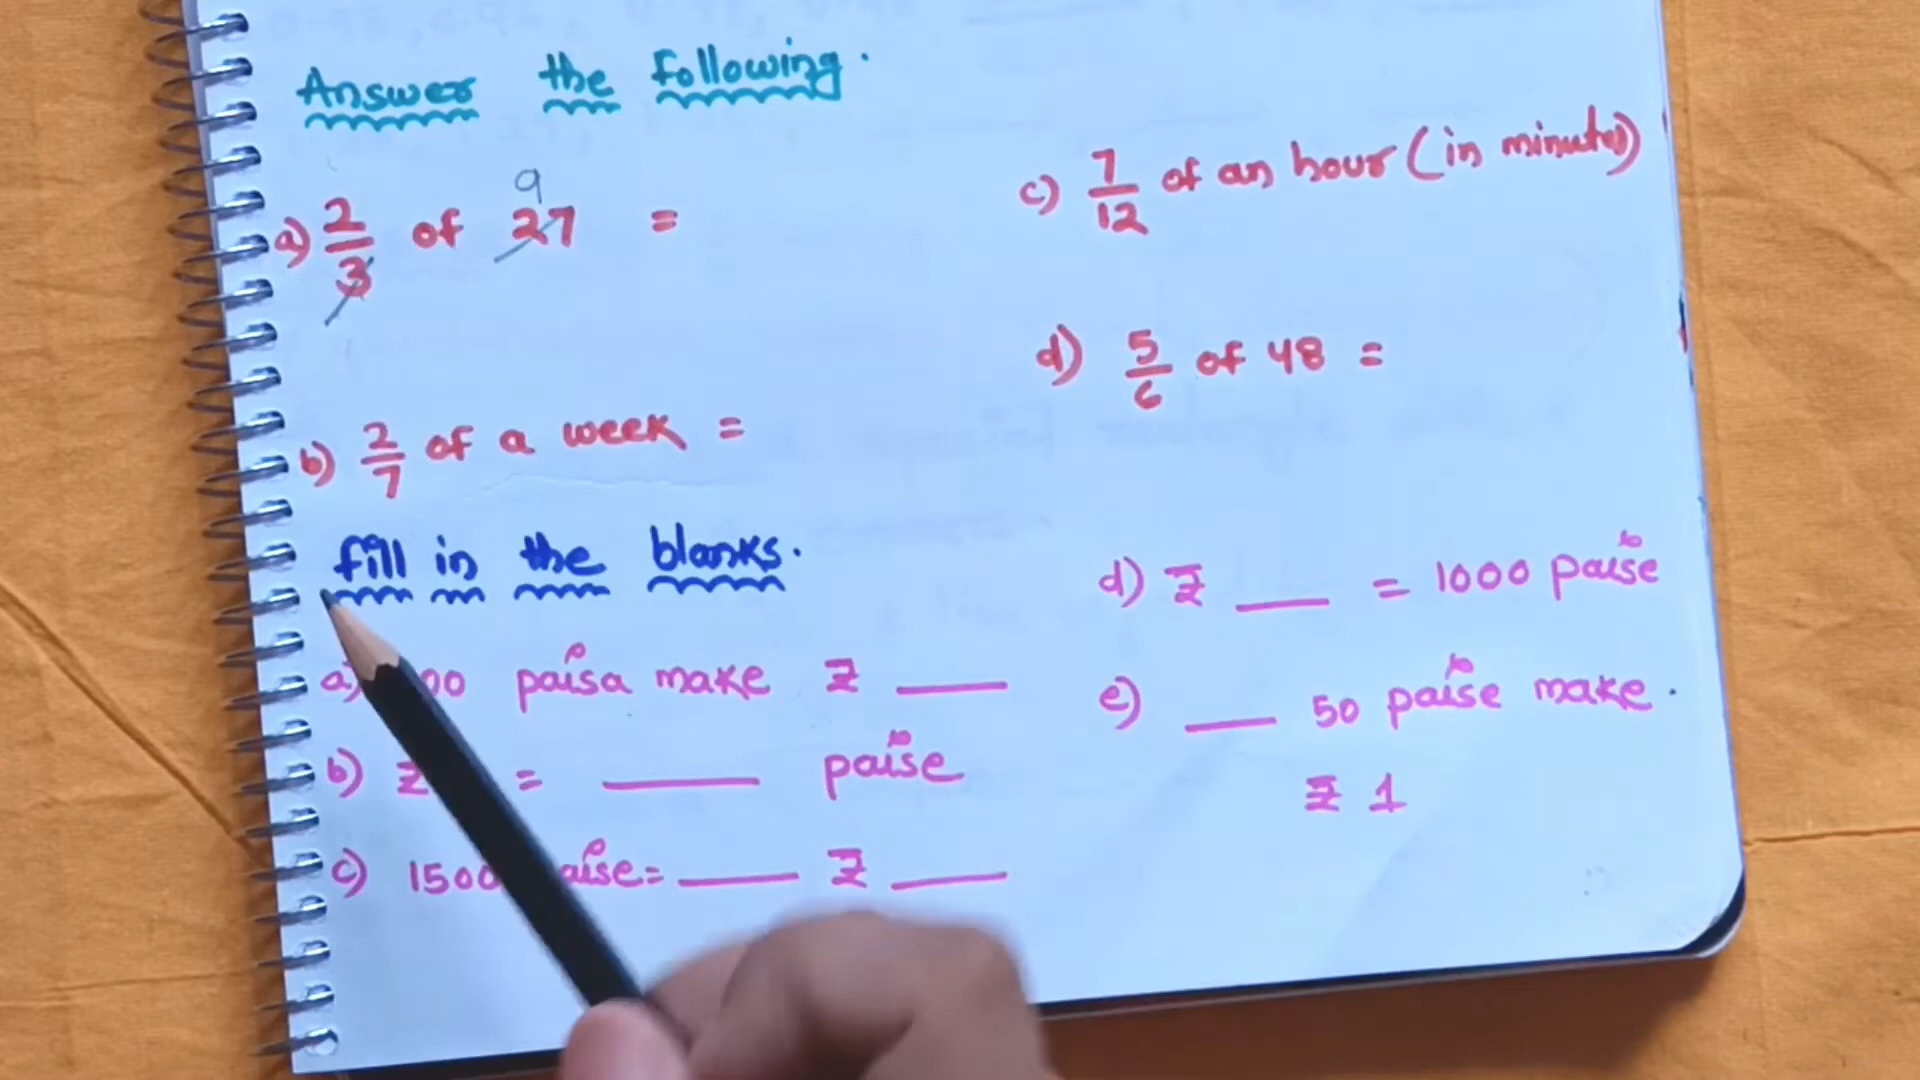 Answer the following.
a) 2/3 of 27 =
9
b) 2/7 of a week =
c) 7/12 of an hour (in minutes)
d) 5/6 of 48 =
fill in the blanks.
a) 00 paisa make ₹ ___
b) ₹ = ___ paise
c) 1500 paise = ___ ₹ ___
d) ₹ ___ = 1000 paise
e) ___ 50 paise make
₹ 1